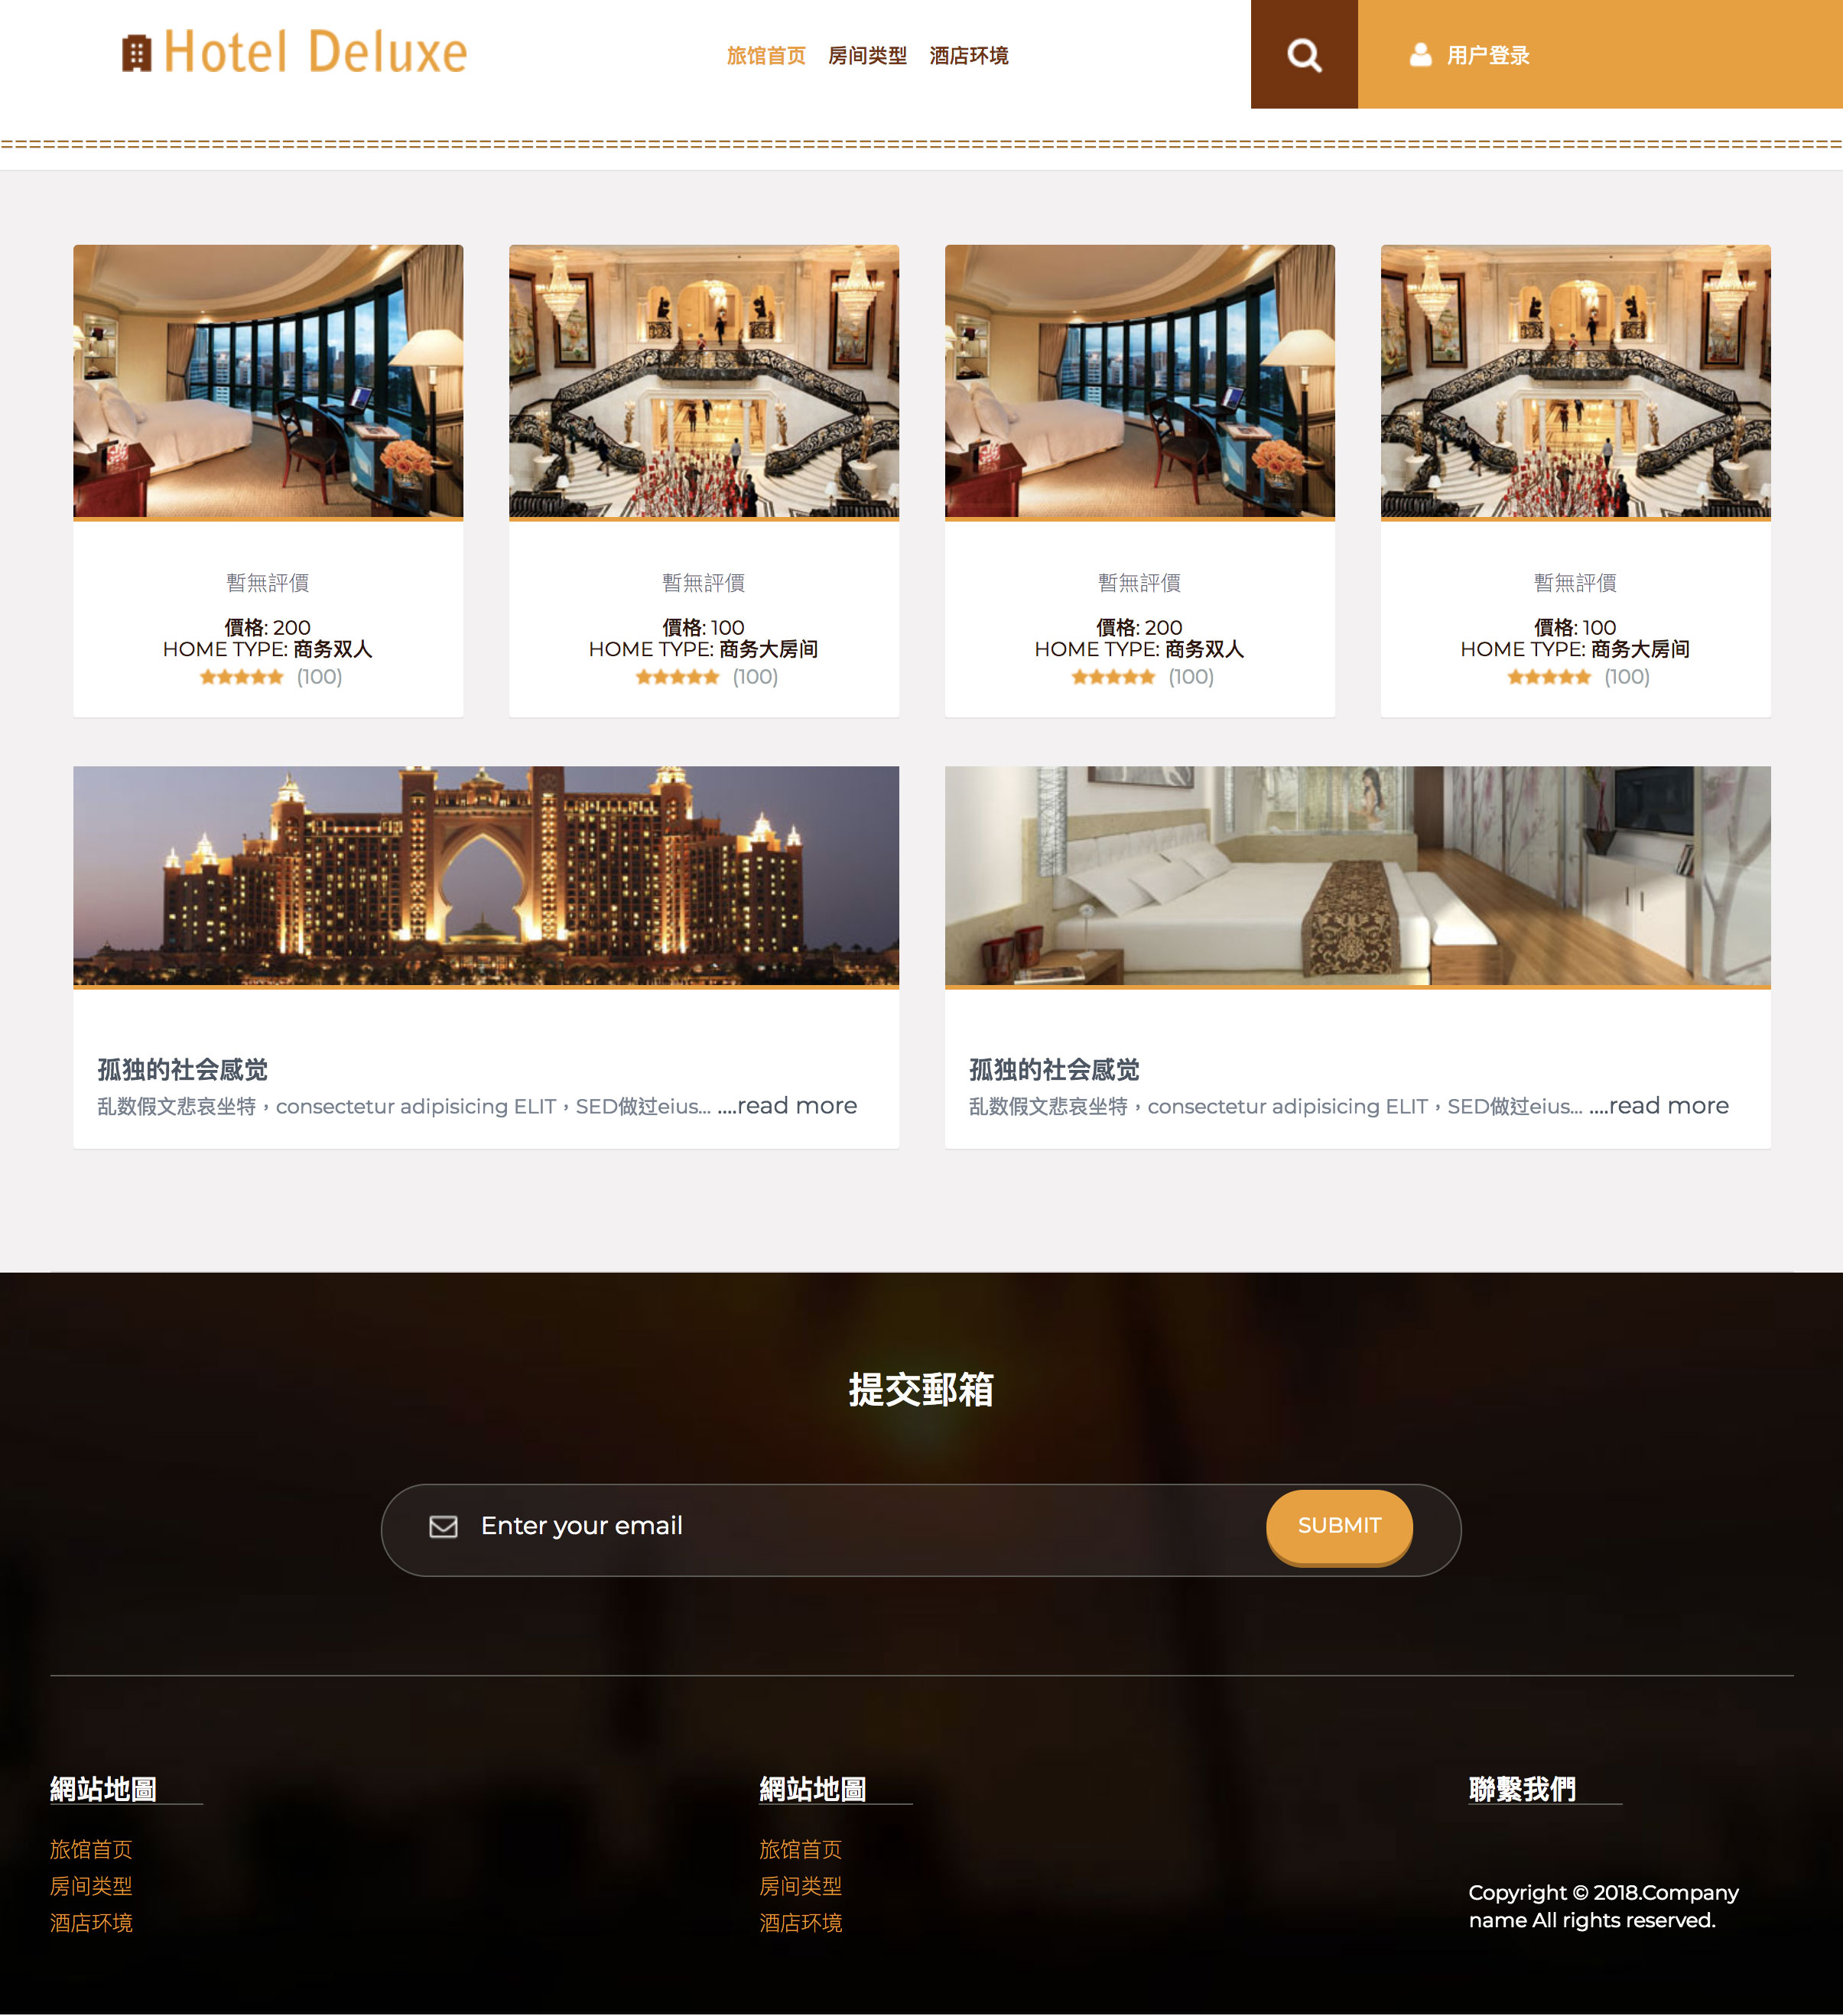 Hotel Deluxe
旅馆首页 房间类型 酒店环境
用户登录
暫無評價
價格: 200
HOME TYPE: 商务双人
(100)
暫無評價
價格: 100
HOME TYPE: 商务大房间
(100)
暫無評價
價格: 200
HOME TYPE: 商务双人
(100)
暫無評價
價格: 100
HOME TYPE: 商务大房间
(100)
孤独的社会感觉
乱数假文悲哀坐特，consectetur adipisicing ELIT，SED做过eius... ....read more
孤独的社会感觉
乱数假文悲哀坐特，consectetur adipisicing ELIT，SED做过eius... ....read more
提交郵箱
Enter your email
SUBMIT
網站地圖
旅馆首页
房间类型
酒店环境
網站地圖
旅馆首页
房间类型
酒店环境
聯繫我們
Copyright © 2018.Company
name All rights reserved.